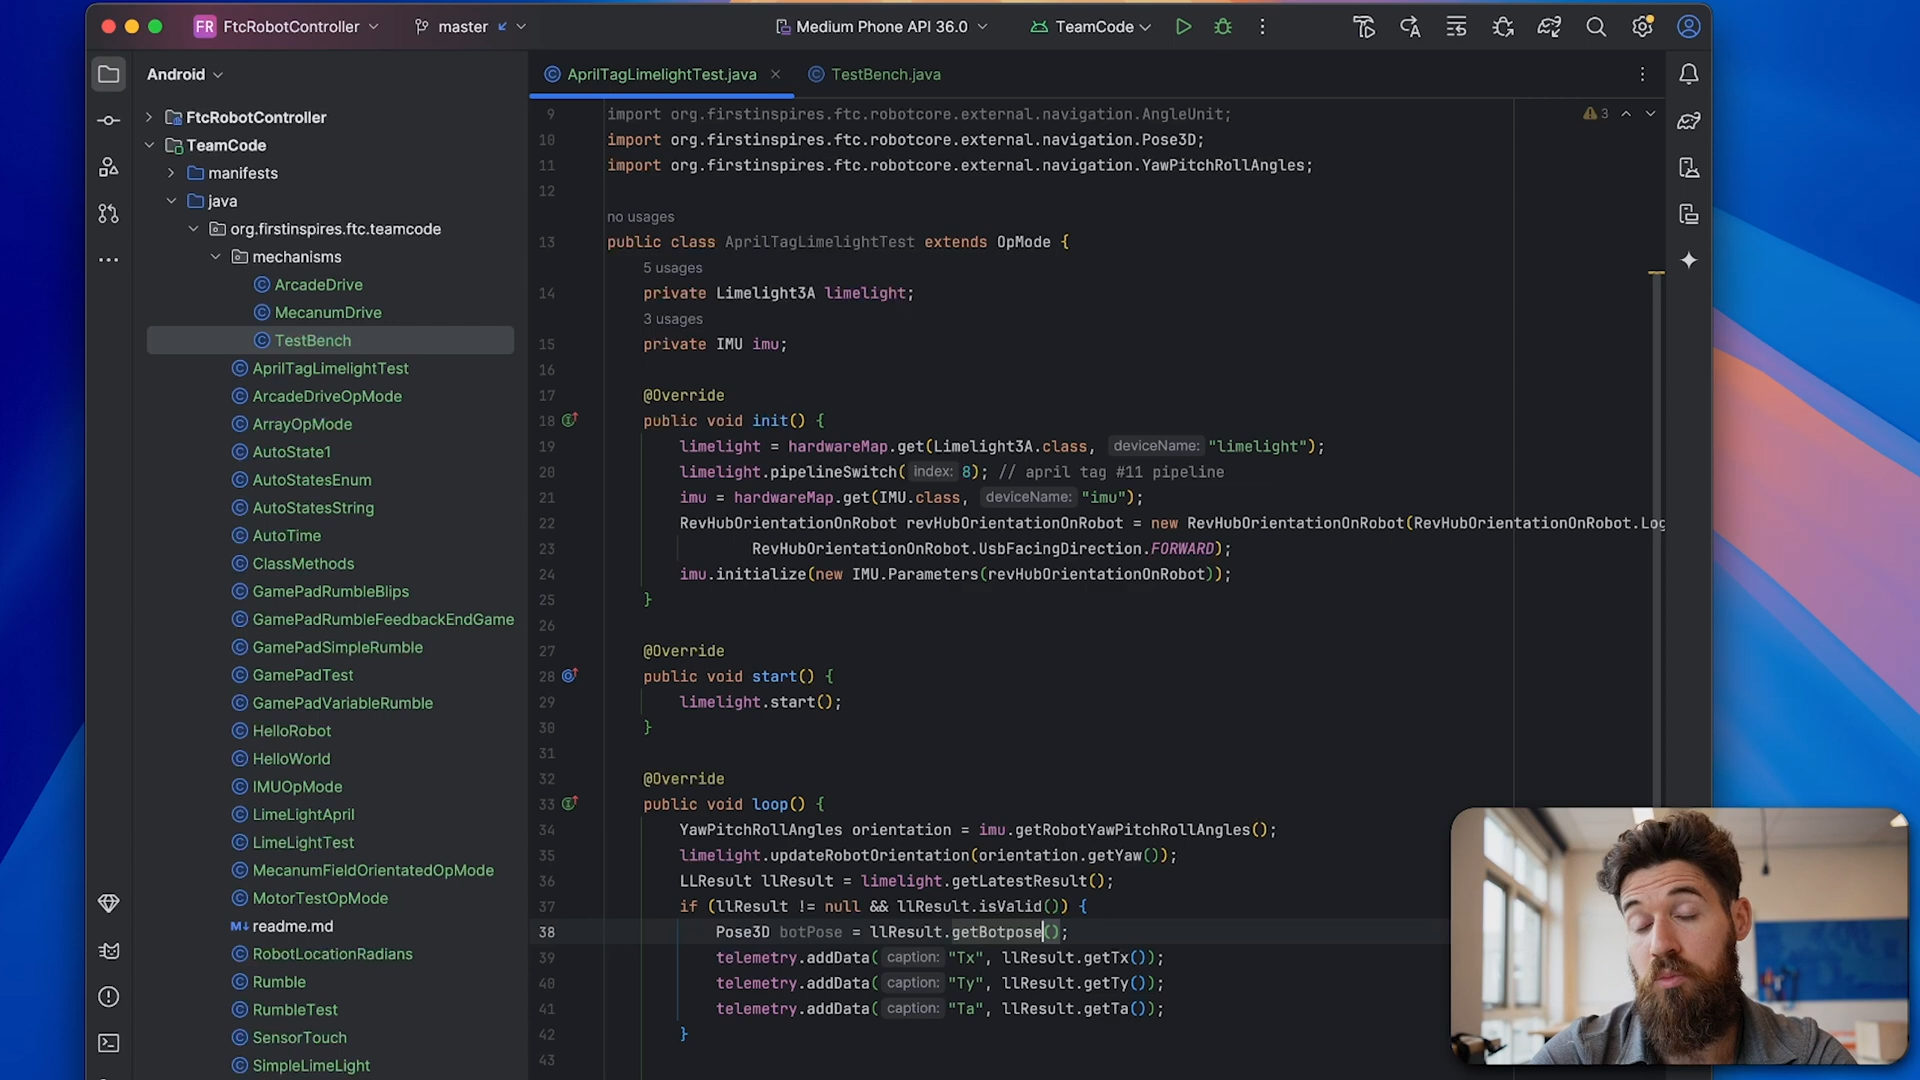 FR FtcRobotController
master
Medium Phone API 36.0
TeamCode
Android
FtcRobotController
TeamCode
manifests
java
org.firstinspires.ftc.teamcode
mechanisms
ArcadeDrive
MecanumDrive
TestBench
AprilTagLimelightTest
ArcadeDriveOpMode
ArrayOpMode
AutoState1
AutoStatesEnum
AutoStatesString
AutoTime
ClassMethods
GamePadRumbleBlips
GamePadRumbleFeedbackEndGame
GamePadSimpleRumble
GamePadTest
GamePadVariableRumble
HelloRobot
HelloWorld
IMUOpMode
LimeLightApril
LimeLightTest
MecanumFieldOrientatedOpMode
MotorTestOpMode
M↓ readme.md
RobotLocationRadians
Rumble
RumbleTest
SensorTouch
SimpleLimeLight
AprilTagLimelightTest.java
TestBench.java
3
9 import org.firstinspires.ftc.robotcore.external.navigation.AngleUnit;
10 import org.firstinspires.ftc.robotcore.external.navigation.Pose3D;
11 import org.firstinspires.ftc.robotcore.external.navigation.YawPitchRollAngles;
12
no usages
13 public class AprilTagLimelightTest extends OpMode {
5 usages
14 private Limelight3A limelight;
3 usages
15 private IMU imu;
16
17 @Override
18 public void init() {
19 limelight = hardwareMap.get(Limelight3A.class, deviceName: "limelight");
20 limelight.pipelineSwitch( index: 8); // april tag #11 pipeline
21 imu = hardwareMap.get(IMU.class, deviceName: "imu");
22 RevHubOrientationOnRobot revHubOrientationOnRobot = new RevHubOrientationOnRobot(RevHubOrientationOnRobot.Log
23 RevHubOrientationOnRobot.UsbFacingDirection.FORWARD);
24 imu.initialize(new IMU.Parameters(revHubOrientationOnRobot));
25 }
26
27 @Override
28 public void start() {
29 limelight.start();
30 }
31
32 @Override
33 public void loop() {
34 YawPitchRollAngles orientation = imu.getRobotYawPitchRollAngles();
35 limelight.updateRobotOrientation(orientation.getYaw());
36 LLResult llResult = limelight.getLatestResult();
37 if (llResult != null && llResult.isValid()) {
38 Pose3D botPose = llResult.getBotpose();
39 telemetry.addData( caption: "Tx", llResult.getTx());
40 telemetry.addData( caption: "Ty", llResult.getTy());
41 telemetry.addData( caption: "Ta", llResult.getTa());
42 }
43